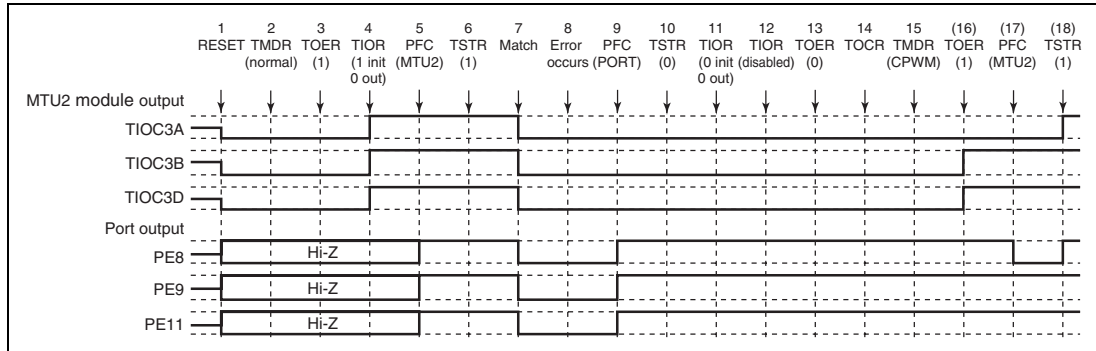 1 2 3 4 5 6 7 8 9 10 11 12 13 14 15 (16) (17) (18)
RESET TMDR TOER TIOR PFC TSTR Match Error PFC TSTR TIOR TIOR TOER TOCR TMDR TOER PFC TSTR
(normal) (1) (1 init (MTU2) (1) occurs (PORT) (0) (0 init (disabled) (0) (CPWM) (1) (MTU2) (1)
0 out) 0 out)
MTU2 module output
TIOC3A
TIOC3B
TIOC3D
Port output
PE8 Hi-Z
PE9 Hi-Z
PE11 Hi-Z